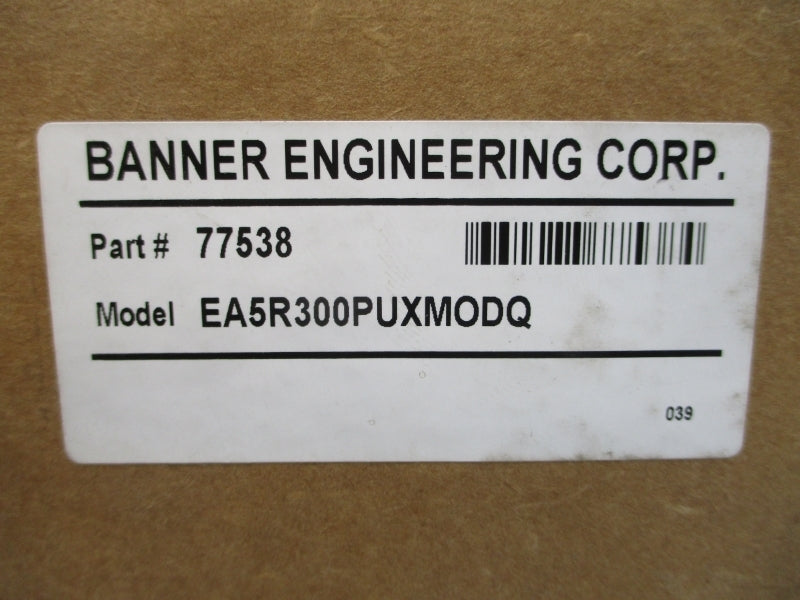 BANNER ENGINEERING CORP.
Part # 77538
Model EA5R300PUXMODQ
039